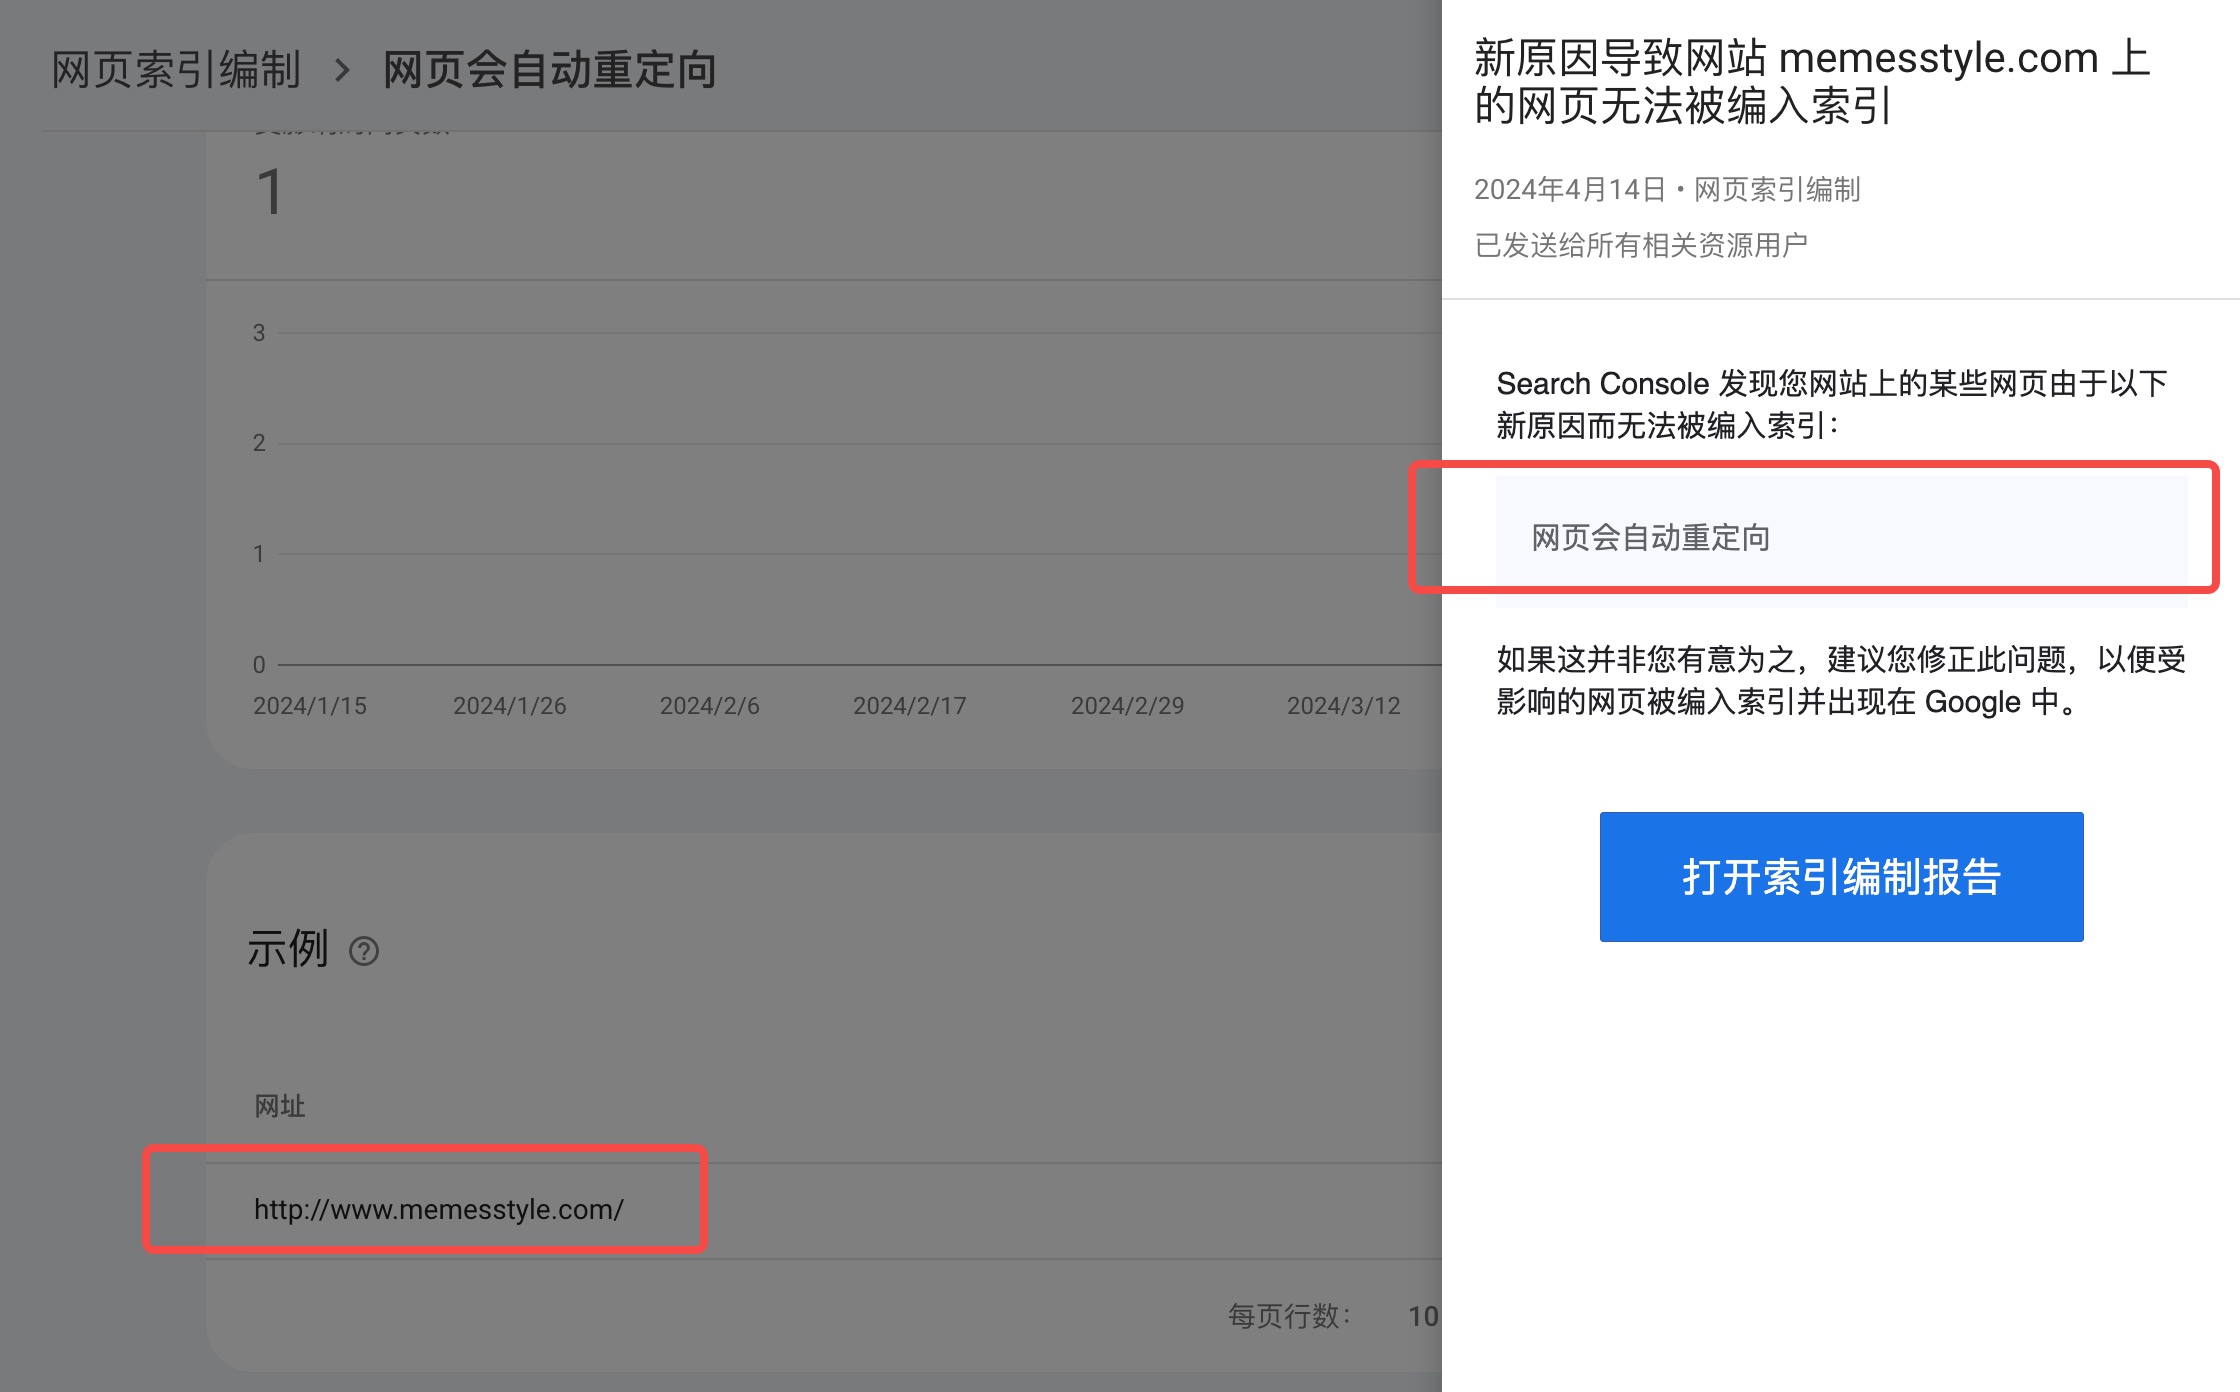 网页索引编制 > 网页会自动重定向
1
3
2
1
0
2024/1/15 2024/1/26 2024/2/6 2024/2/17 2024/2/29 2024/3/12
示例
网址
http://www.memesstyle.com/
每页行数： 10
新原因导致网站 memesstyle.com 上
的网页无法被编入索引
2024年4月14日 • 网页索引编制
已发送给所有相关资源用户
Search Console 发现您网站上的某些网页由于以下
新原因而无法被编入索引：
网页会自动重定向
如果这并非您有意为之，建议您修正此问题，以便受
影响的网页被编入索引并出现在 Google 中。
打开索引编制报告